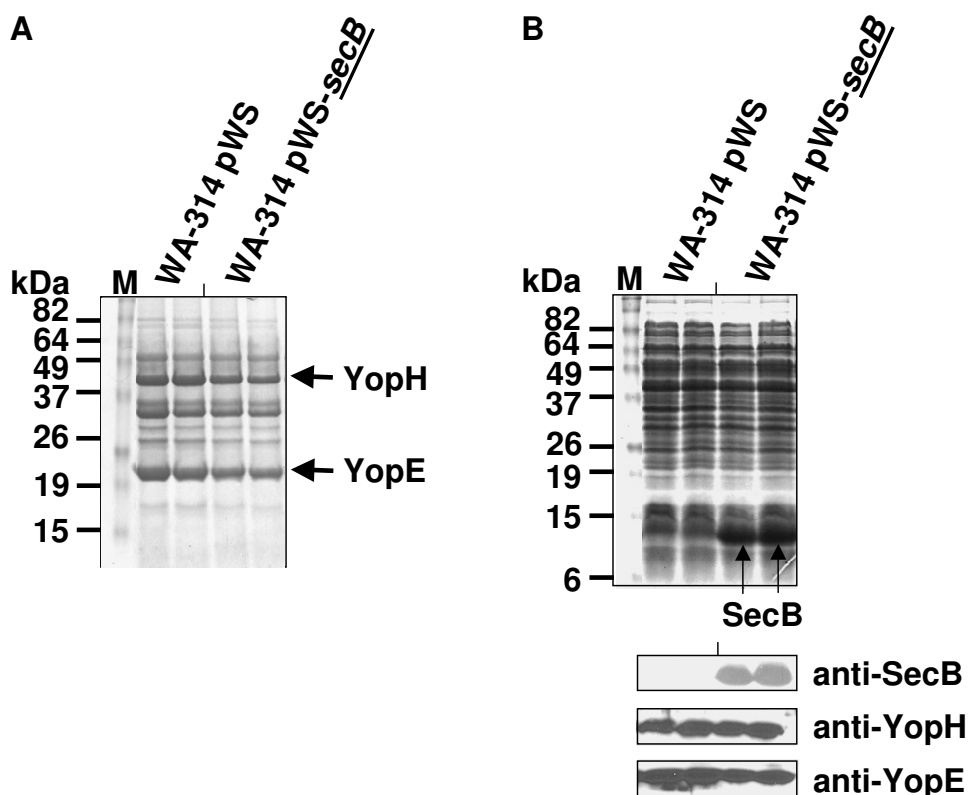 A
WA-314 pWS
WA-314 pWS-secB
kDa
M
82
64
49
37
26
19
15
YopH
YopE
B
WA-314 pWS
WA-314 pWS-secB
kDa
M
82
64
49
37
26
19
15
6
SecB
anti-SecB
anti-YopH
anti-YopE